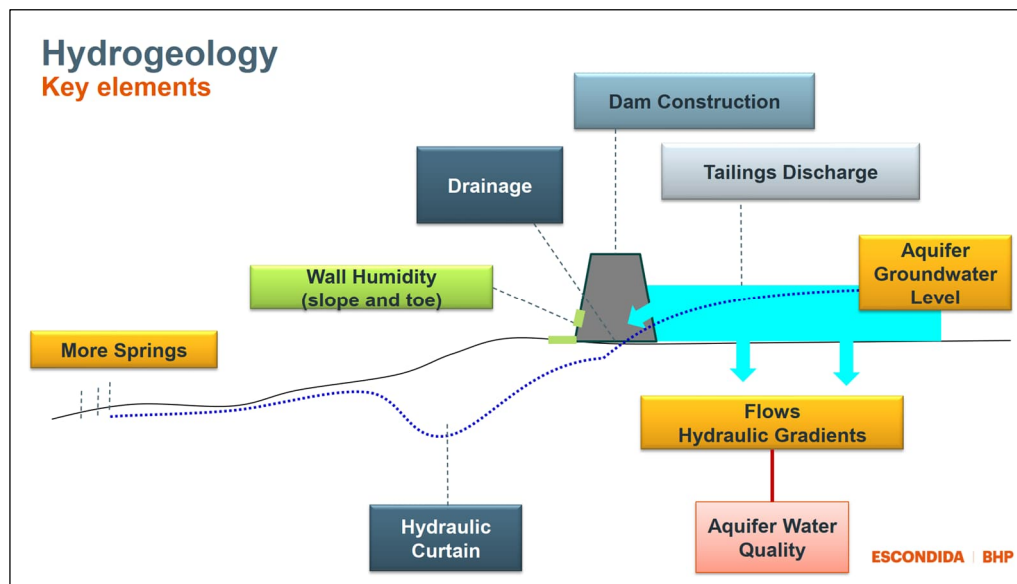 Hydrogeology
Key elements
Dam Construction
Drainage
Tailings Discharge
Wall Humidity
(slope and toe)
Aquifer
Groundwater
Level
More Springs
Flows
Hydraulic Gradients
Hydraulic
Curtain
Aquifer Water
Quality
ESCONDIDA | BHP